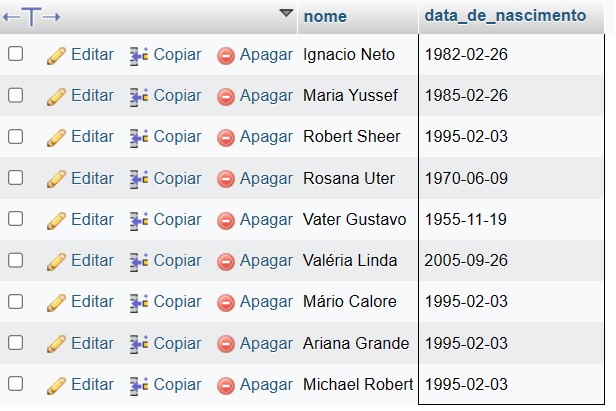 nome data_de_nascimento
Editar Copiar Apagar Ignacio Neto 1982-02-26
Editar Copiar Apagar Maria Yussef 1985-02-26
Editar Copiar Apagar Robert Sheer 1995-02-03
Editar Copiar Apagar Rosana Uter 1970-06-09
Editar Copiar Apagar Vater Gustavo 1955-11-19
Editar Copiar Apagar Valéria Linda 2005-09-26
Editar Copiar Apagar Mário Calore 1995-02-03
Editar Copiar Apagar Ariana Grande 1995-02-03
Editar Copiar Apagar Michael Robert 1995-02-03